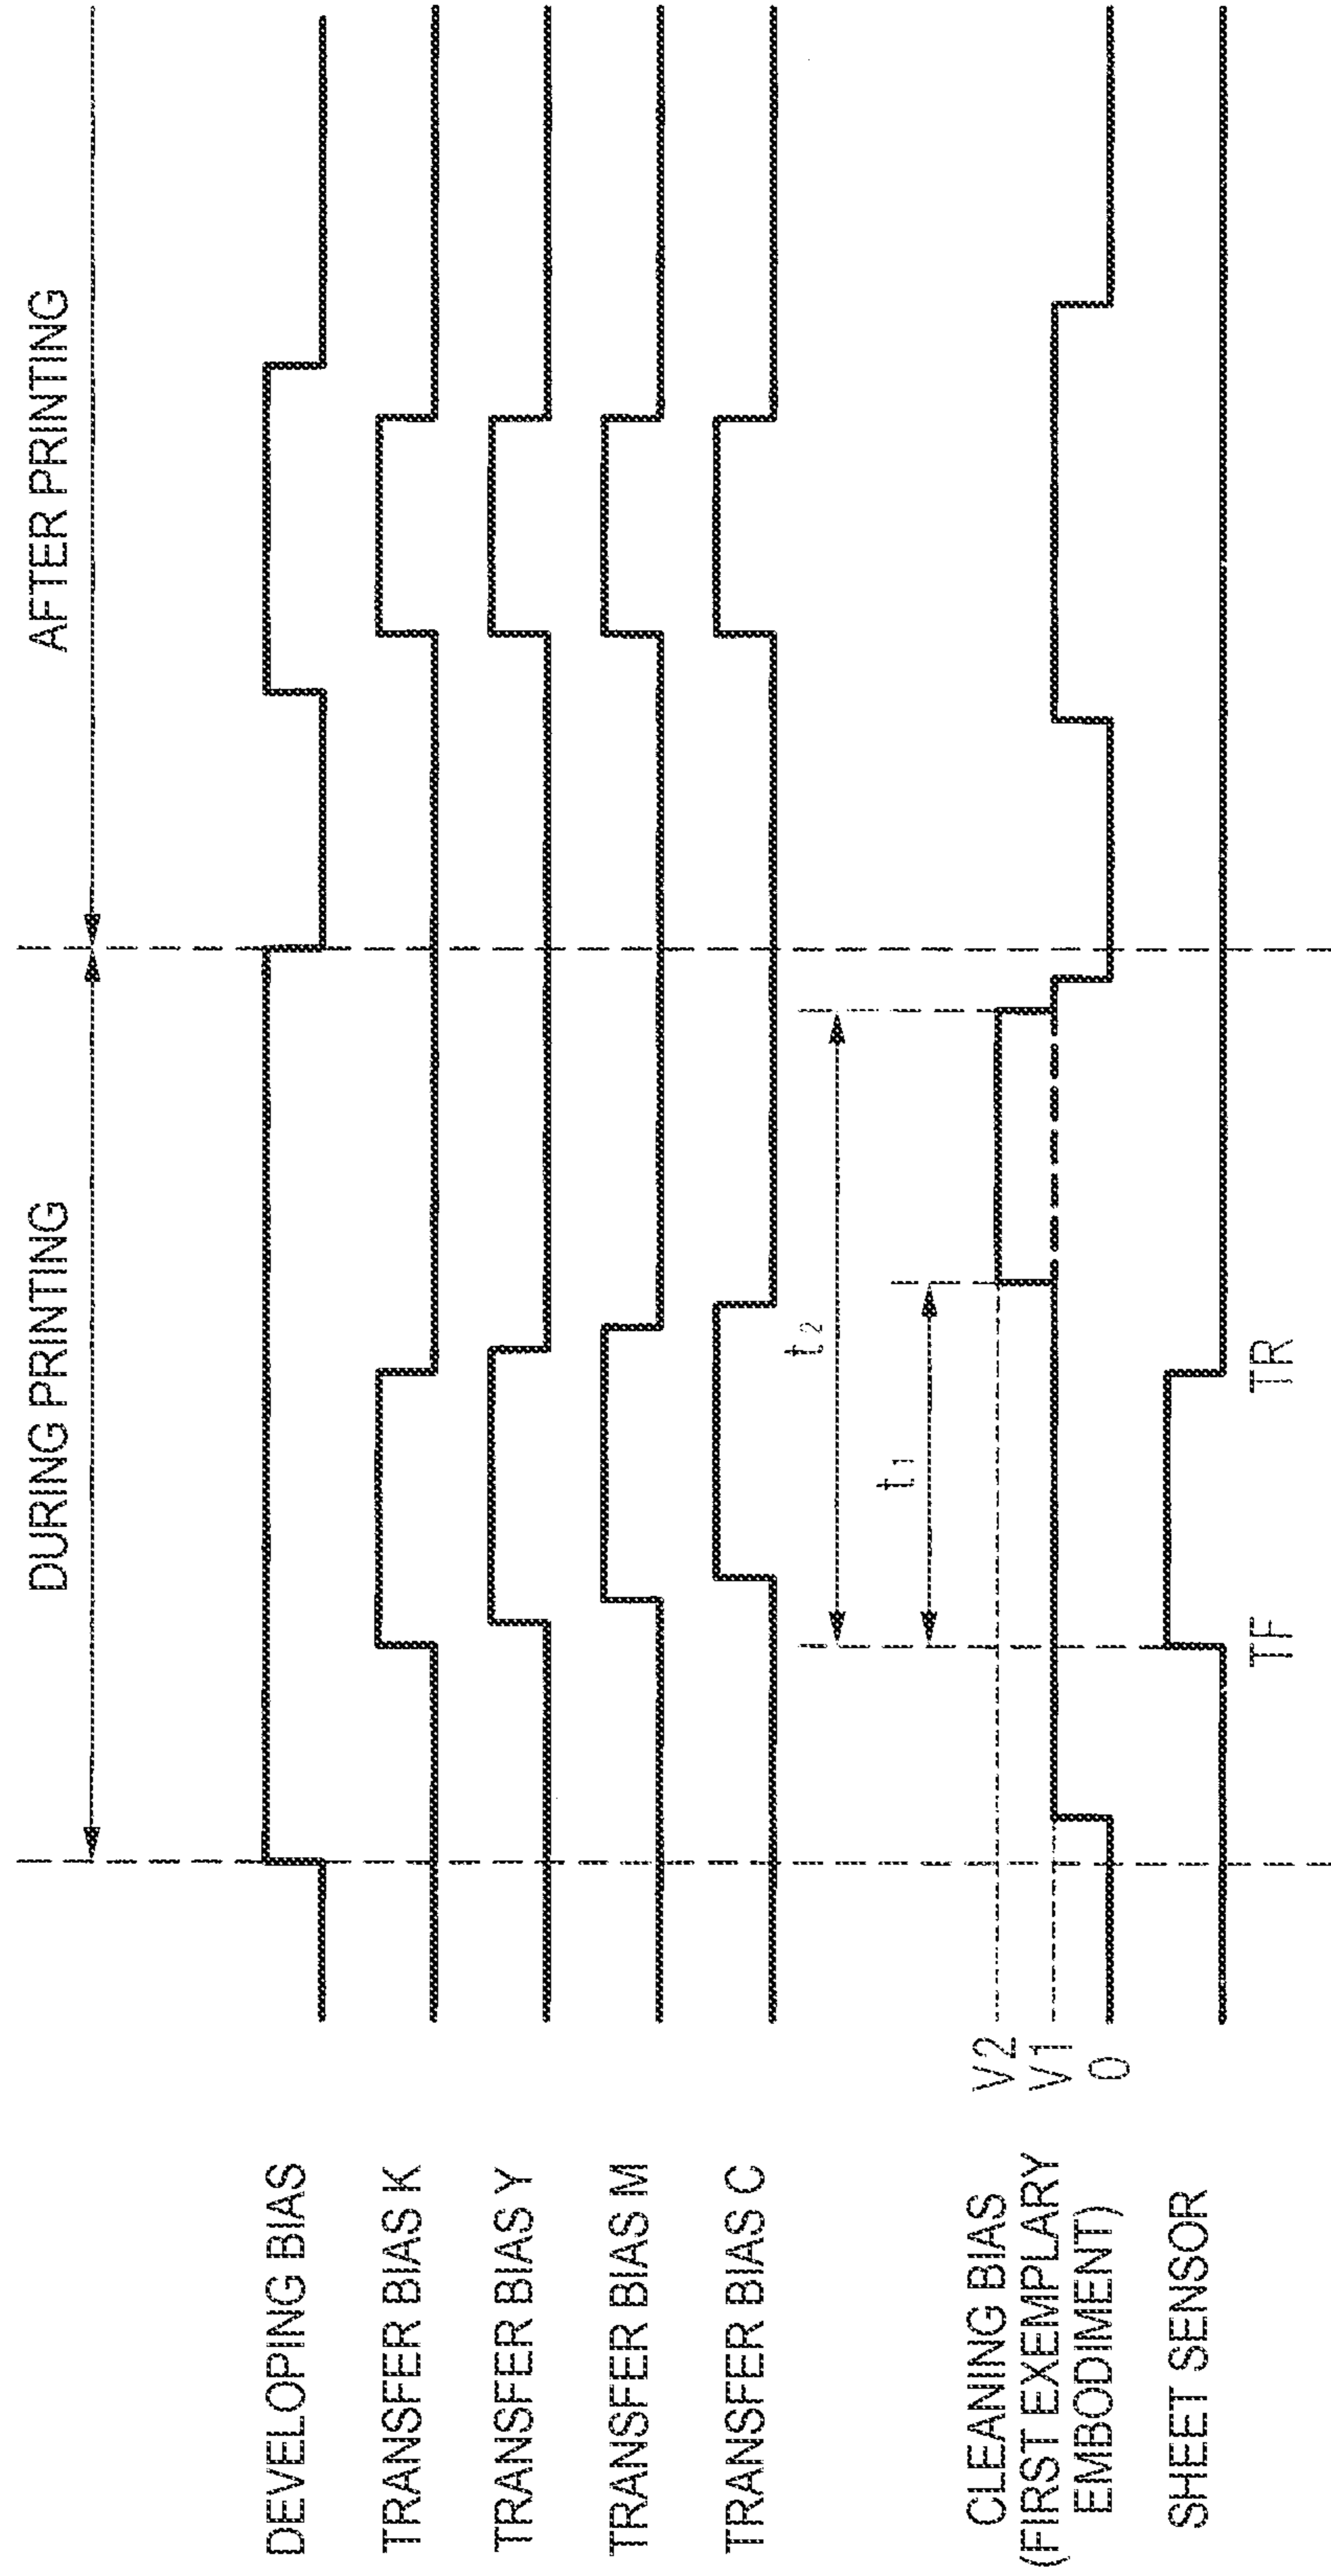 DURING PRINTING
AFTER PRINTING
DEVELOPING BIAS
TRANSFER BIAS K
TRANSFER BIAS Y
TRANSFER BIAS M
TRANSFER BIAS C
t2
t1
CLEANING BIAS
(FIRST EXEMPLARY
EMBODIMENT)
V2
V1
0
SHEET SENSOR
TF
TR